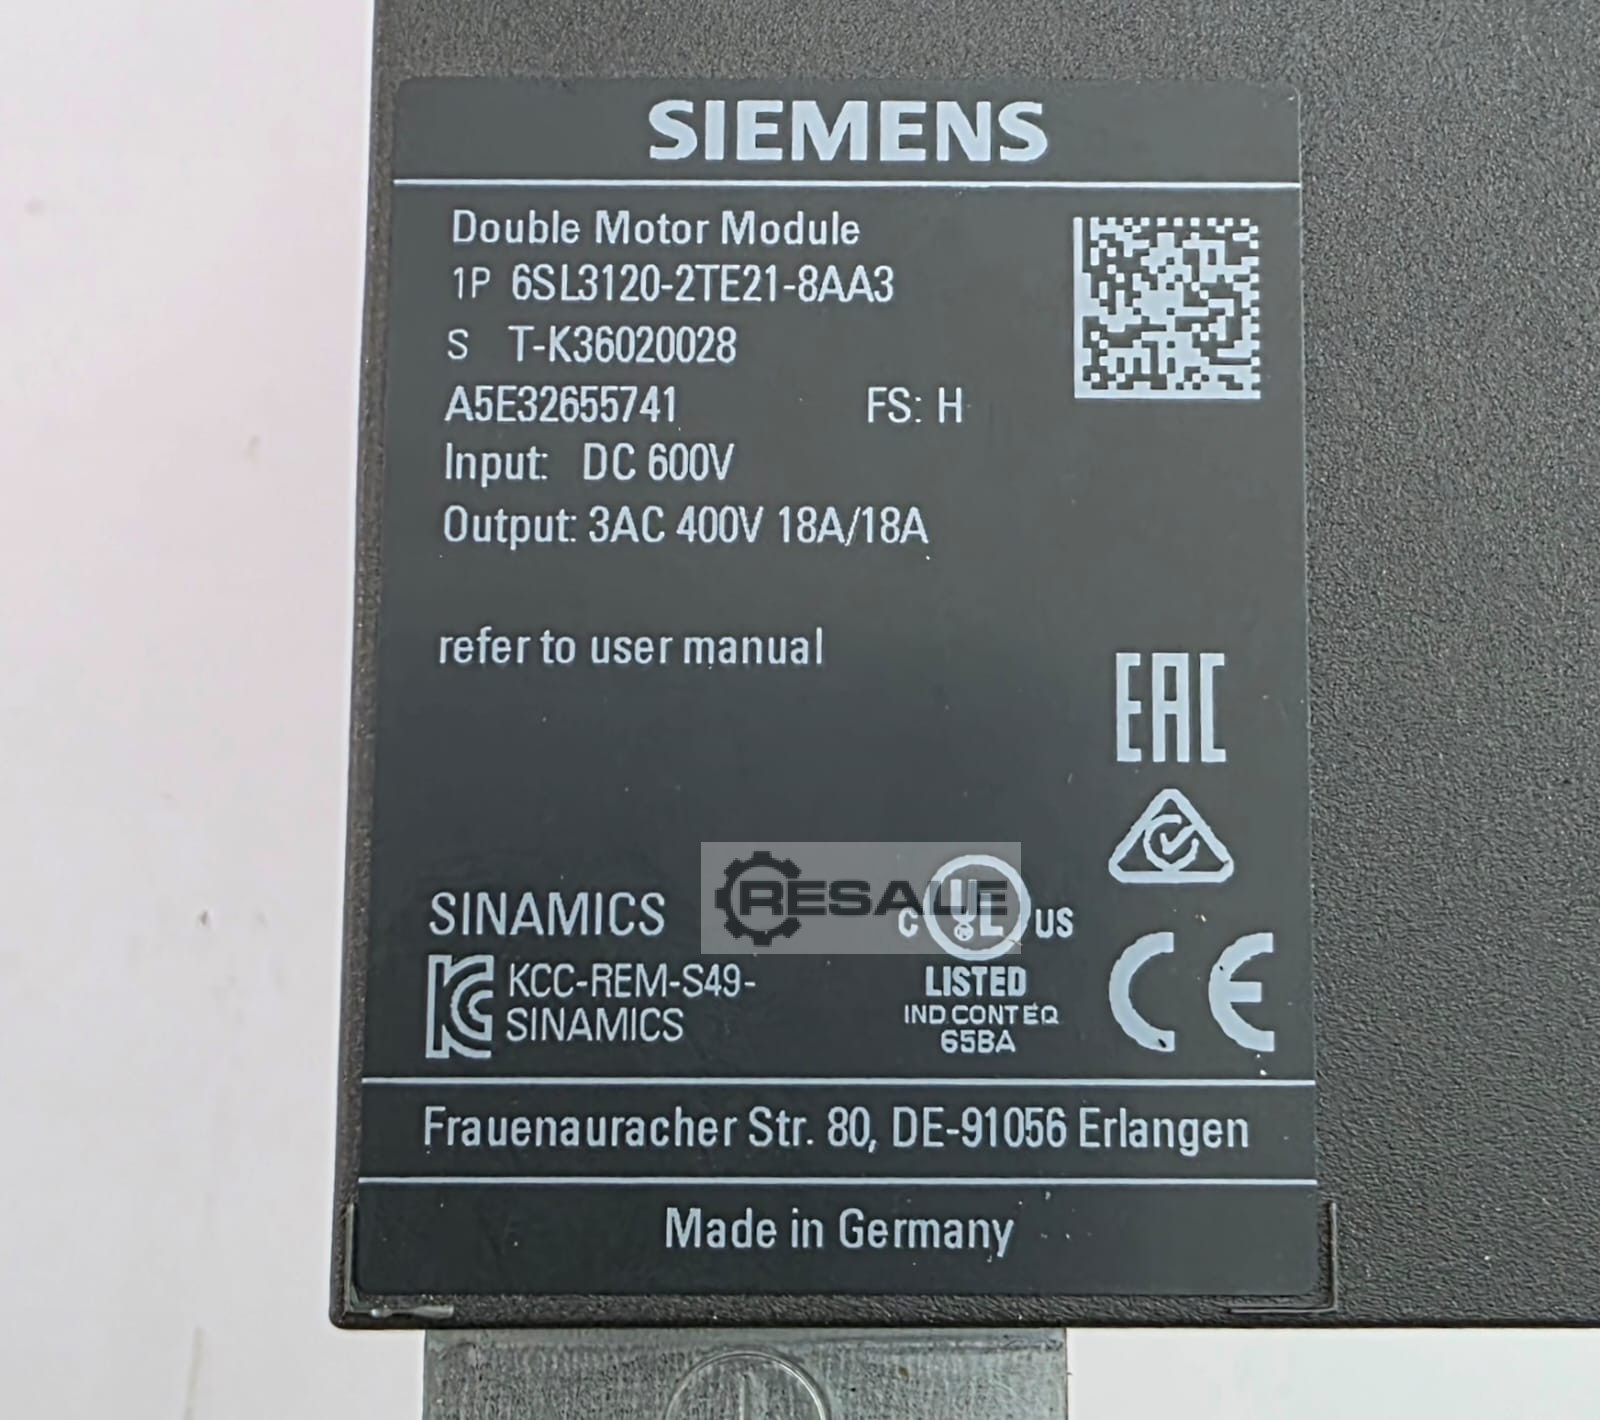 SIEMENS
Double Motor Module
1P 6SL3120-2TE21-8AA3
S T-K36020028
A5E32655741 FS: H
Input: DC 600V
Output: 3AC 400V 18A/18A
refer to user manual
EAC
RESALE
SINAMICS
C UL US
LISTED
IND CONT EQ
65BA
KCC-REM-S49-
SINAMICS
CE
Frauenauracher Str. 80, DE-91056 Erlangen
Made in Germany